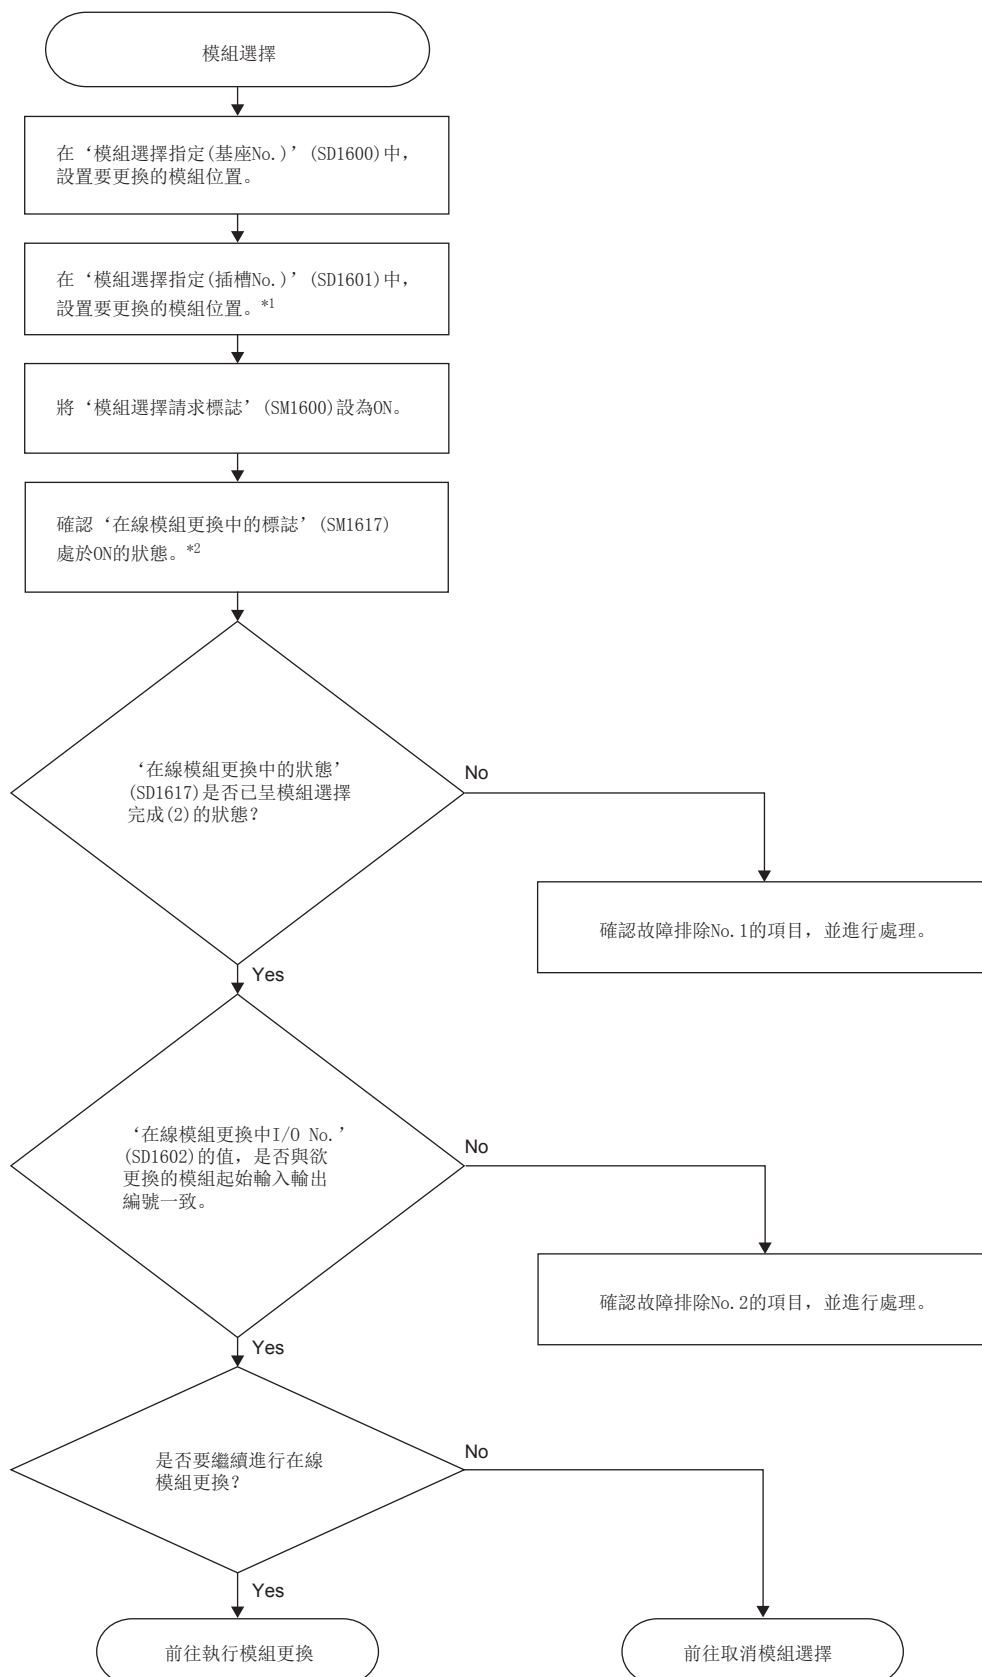 模組選擇
在‘模組選擇指定(基座No.)’(SD1600)中，
設置要更換的模組位置。
在‘模組選擇指定(插槽No.)’(SD1601)中，
設置要更換的模組位置。*1
將‘模組選擇請求標誌’(SM1600)設為ON。
確認‘在線模組更換中的標誌’(SM1617)
處於ON的狀態。*2
‘在線模組更換中的狀態’
(SD1617)是否已呈模組選擇
完成(2)的狀態？
No
確認故障排除No.1的項目，並進行處理。
Yes
‘在線模組更換中I/O No.’
(SD1602)的值，是否與欲
更換的模組起始輸入輸出
編號一致。
No
確認故障排除No.2的項目，並進行處理。
Yes
是否要繼續進行在線
模組更換？
No
Yes
前往執行模組更換
前往取消模組選擇